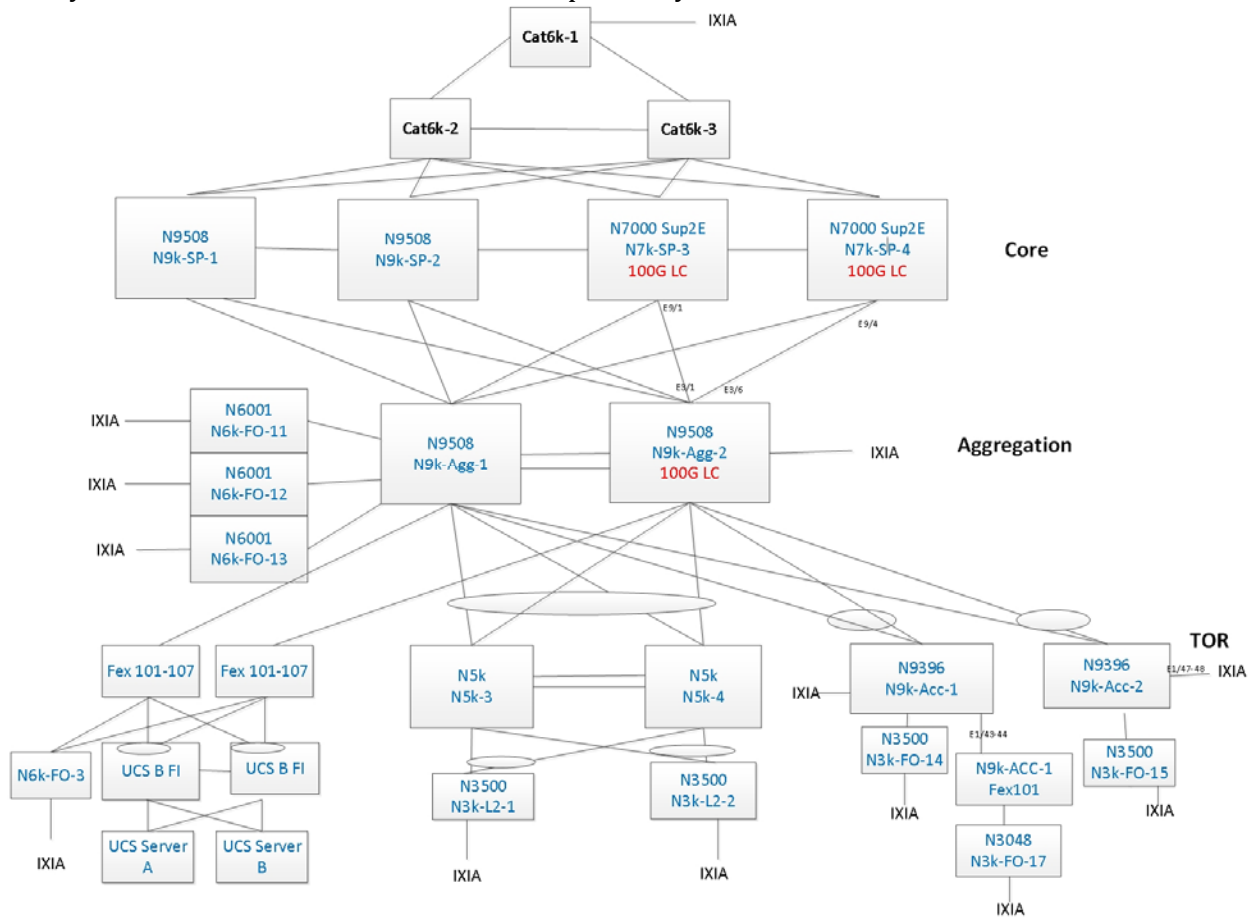 IXIA
Cat6k-1
Cat6k-2
Cat6k-3
N9508
N9k-SP-1
N9508
N9k-SP-2
N7000 Sup2E
N7k-SP-3
100G LC
N7000 Sup2E
N7k-SP-4
100G LC
Core
E9/1
E9/4
E3/1
E3/6
IXIA
N6001
N6k-FO-11
N9508
N9k-Agg-1
N9508
N9k-Agg-2
100G LC
Aggregation
IXIA
IXIA
N6001
N6k-FO-12
IXIA
N6001
N6k-FO-13
Fex 101-107
Fex 101-107
N5k
N5k-3
N5k
N5k-4
N9396
N9k-Acc-1
N9396
N9k-Acc-2
TOR
E1/47-48
IXIA
IXIA
N6k-FO-3
UCS B FI
UCS B FI
N3500
N3k-L2-1
N3500
N3k-L2-2
N3500
N3k-FO-14
E1/43-44
N9k-ACC-1
Fex101
N3500
N3k-FO-15
IXIA
IXIA
IXIA
UCS Server
A
UCS Server
B
IXIA
IXIA
N3048
N3k-FO-17
IXIA